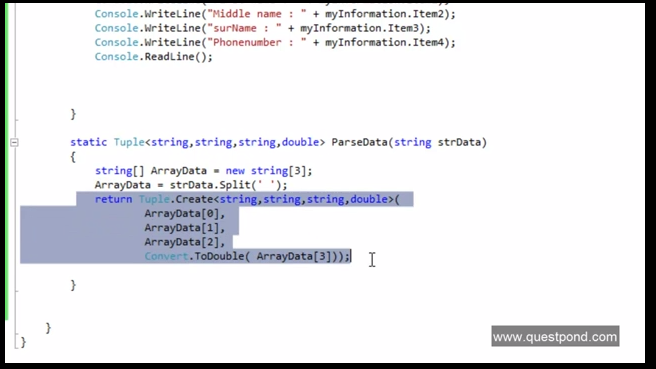 Console.WriteLine("Middle name : " + myInformation.Item2);
Console.WriteLine("surName : " + myInformation.Item3);
Console.WriteLine("Phonenumber : " + myInformation.Item4);
Console.ReadLine();
}
static Tuple<string,string,string,double> ParseData(string strData)
{
string[] ArrayData = new string[3];
ArrayData = strData.Split(' ');
return Tuple.Create<string,string,string,double>(
ArrayData[0],
ArrayData[1],
ArrayData[2],
Convert.ToDouble( ArrayData[3]));
}
}
}
www.questpond.com